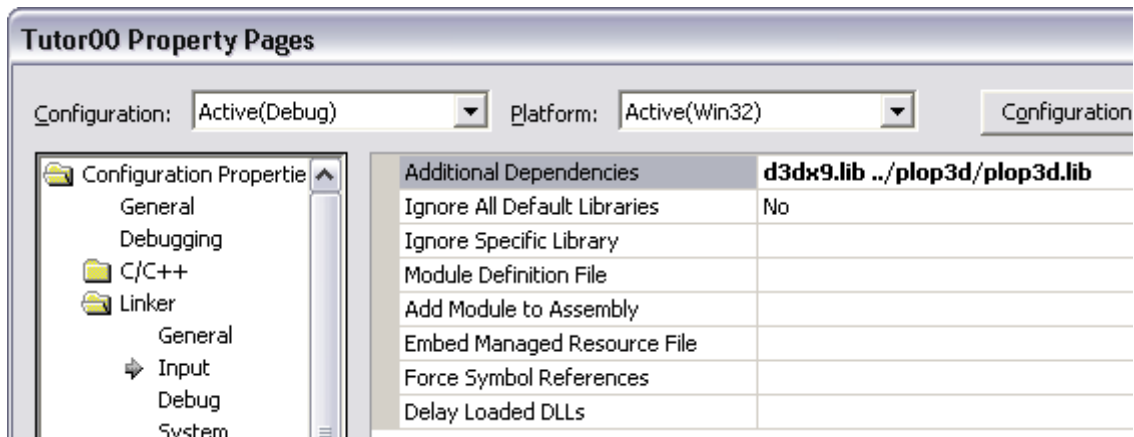 Tutor00 Property Pages
Configuration: Active(Debug) Platform: Active(Win32) Configuration
Configuration Propertie
General
Debugging
C/C++
Linker
General
Input
Debug
System
Additional Dependencies d3dx9.lib ../plop3d/plop3d.lib
Ignore All Default Libraries No
Ignore Specific Library
Module Definition File
Add Module to Assembly
Embed Managed Resource File
Force Symbol References
Delay Loaded DLLs